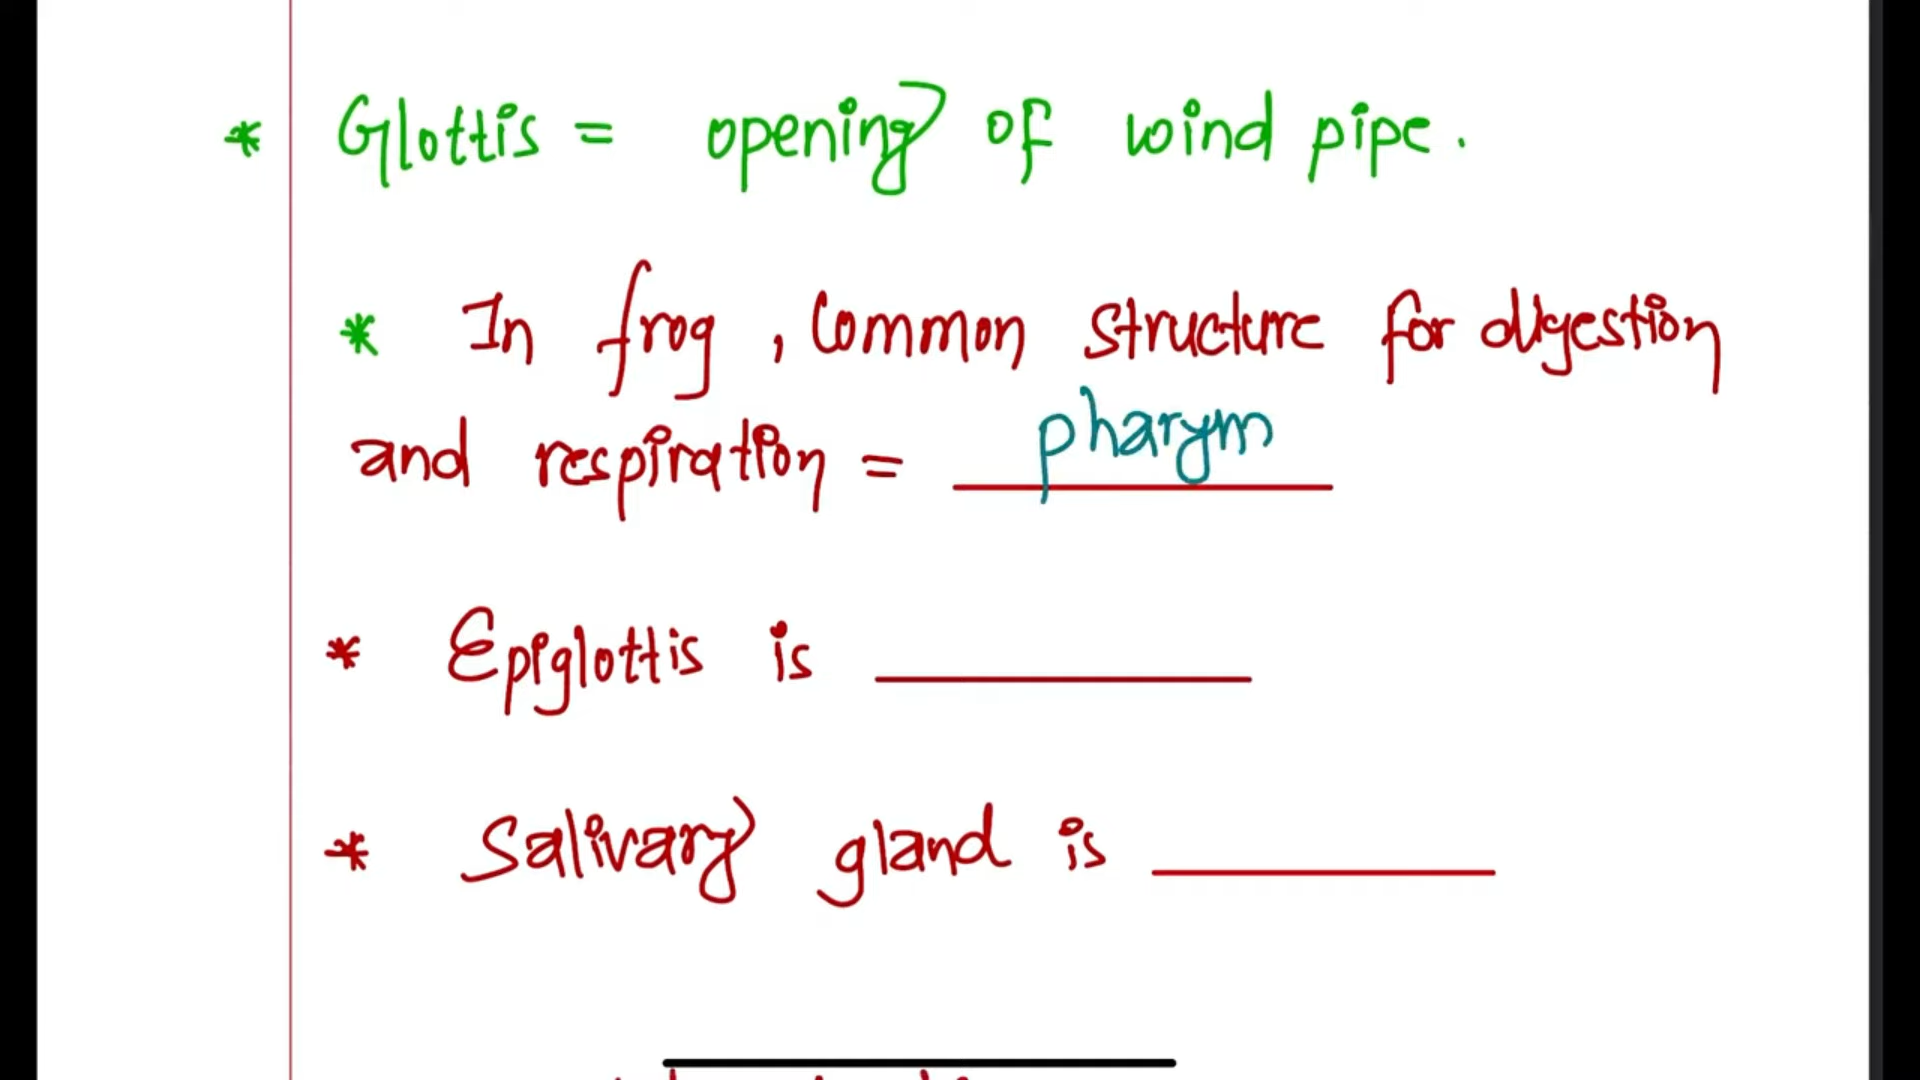 * Glottis = opening of wind pipe.
* In frog, Common structure for digestion
and respiration = pharynx
* Epiglottis is
* Salivary gland is